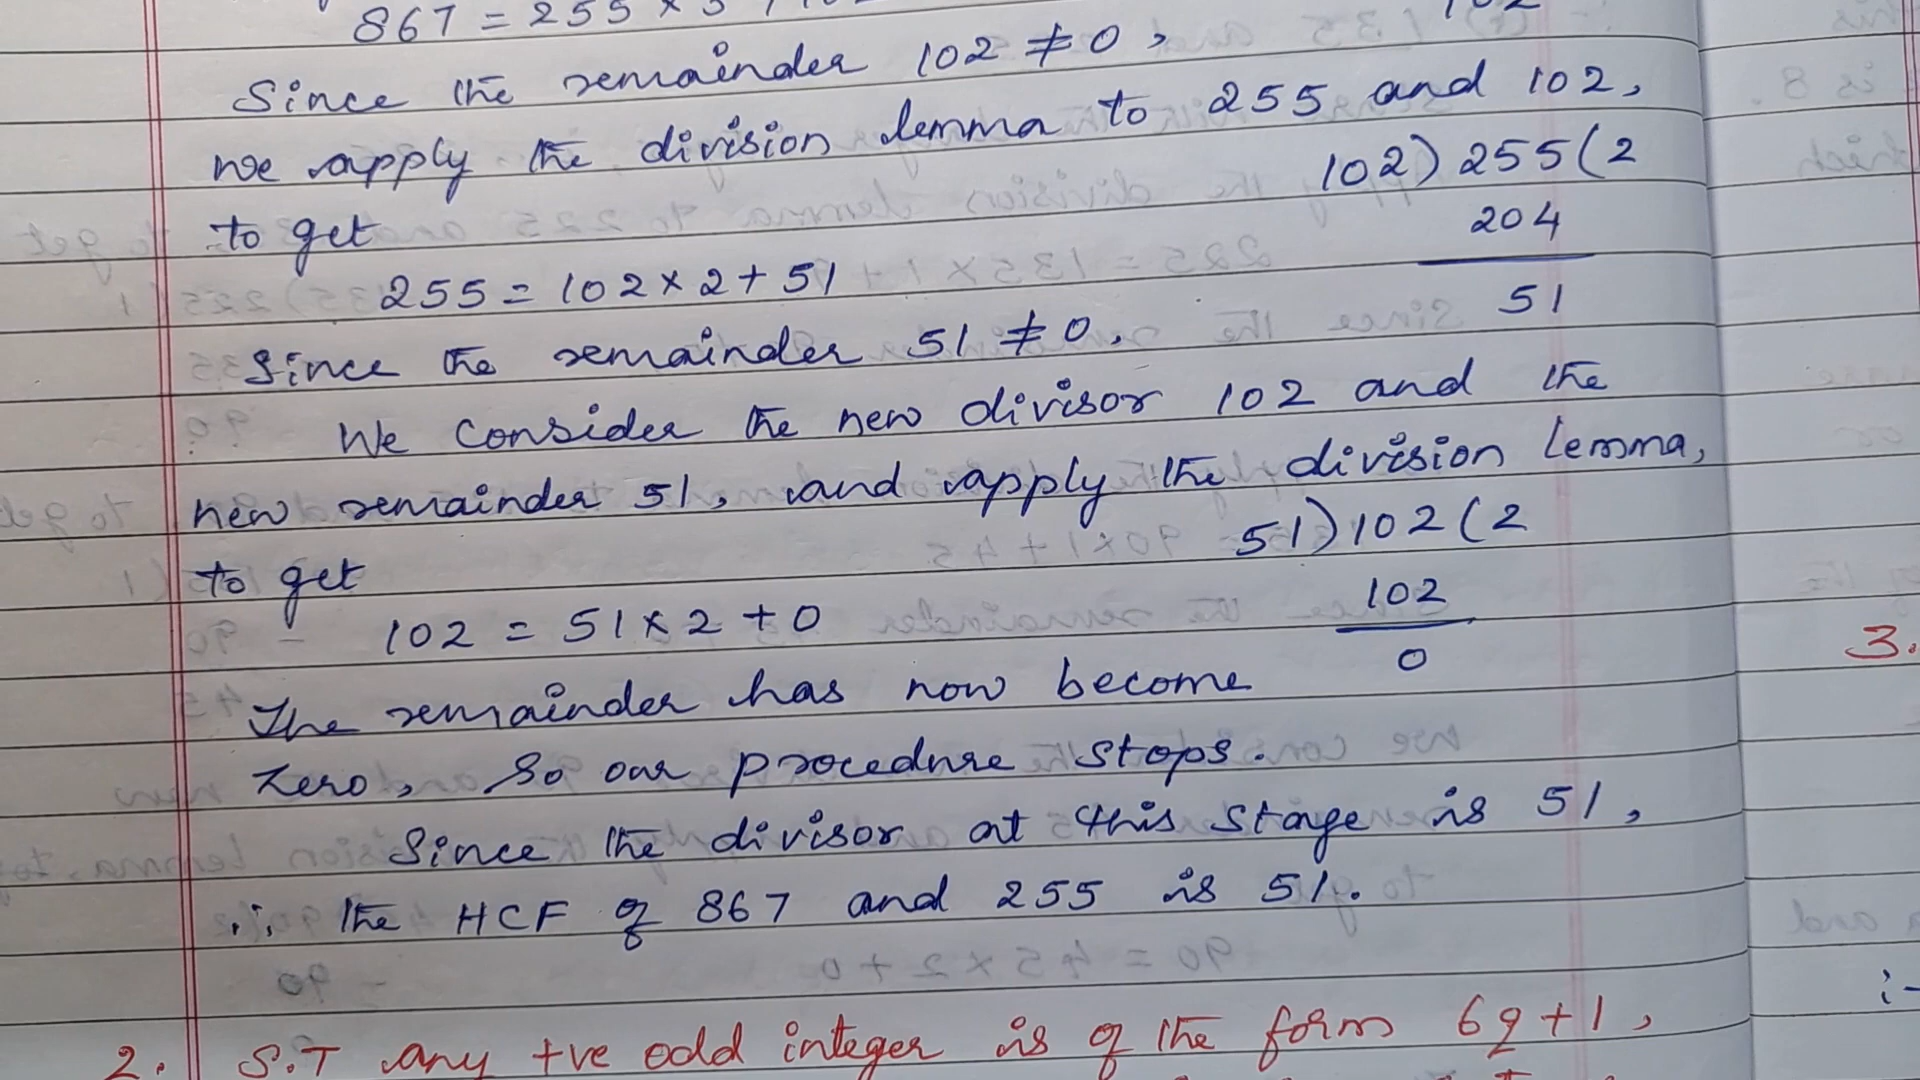 867 = 255 × 3
102
Since the remainder 102 ≠ 0,
we apply the division lemma to 255 and 102,
to get
102) 255 (2
204
51
255 = 102 × 2 + 51
Since the remainder 51 ≠ 0.
We consider the new divisor 102 and the
new remainder 51, and apply the division lemma,
to get
51) 102 (2
102
0
102 = 51 × 2 + 0
The remainder has now become
Zero, So our procedure stops.
Since the divisor at this stage is 51,
∴ the HCF of 867 and 255 is 51.
2. S.T any +ve odd integer is of the form 6q+1,
3.